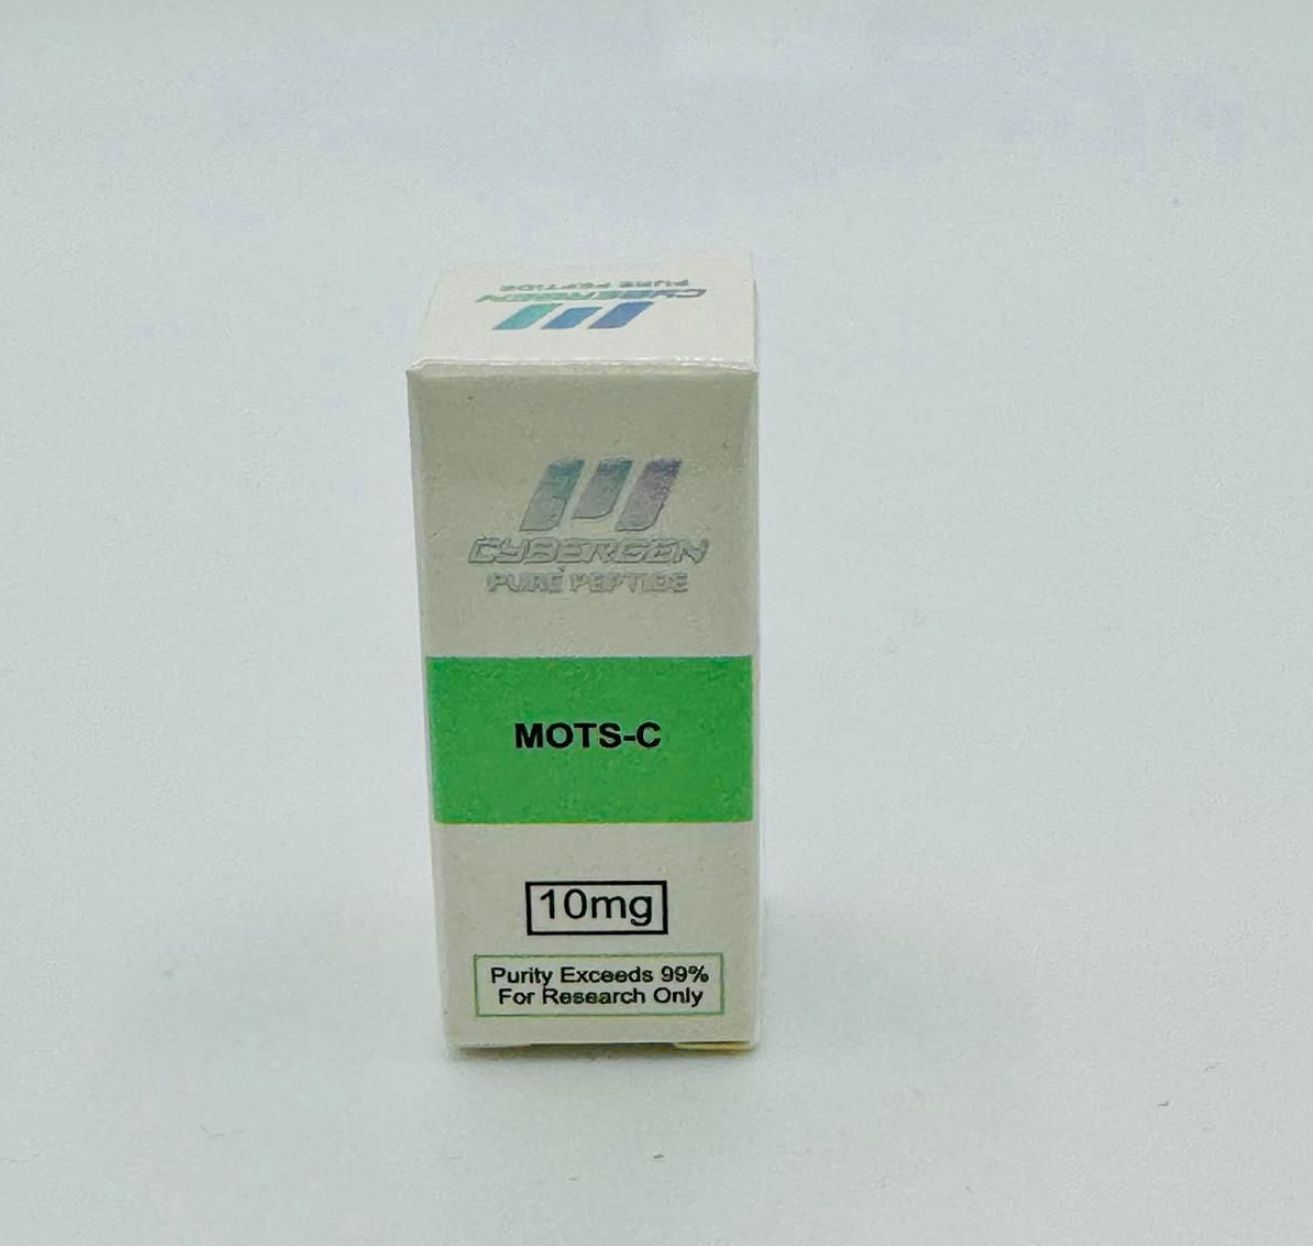 CYBERGEN
PURE PEPTIDE
CYBERGEN
PURE PEPTIDE
MOTS-C
10mg
Purity Exceeds 99%
For Research Only